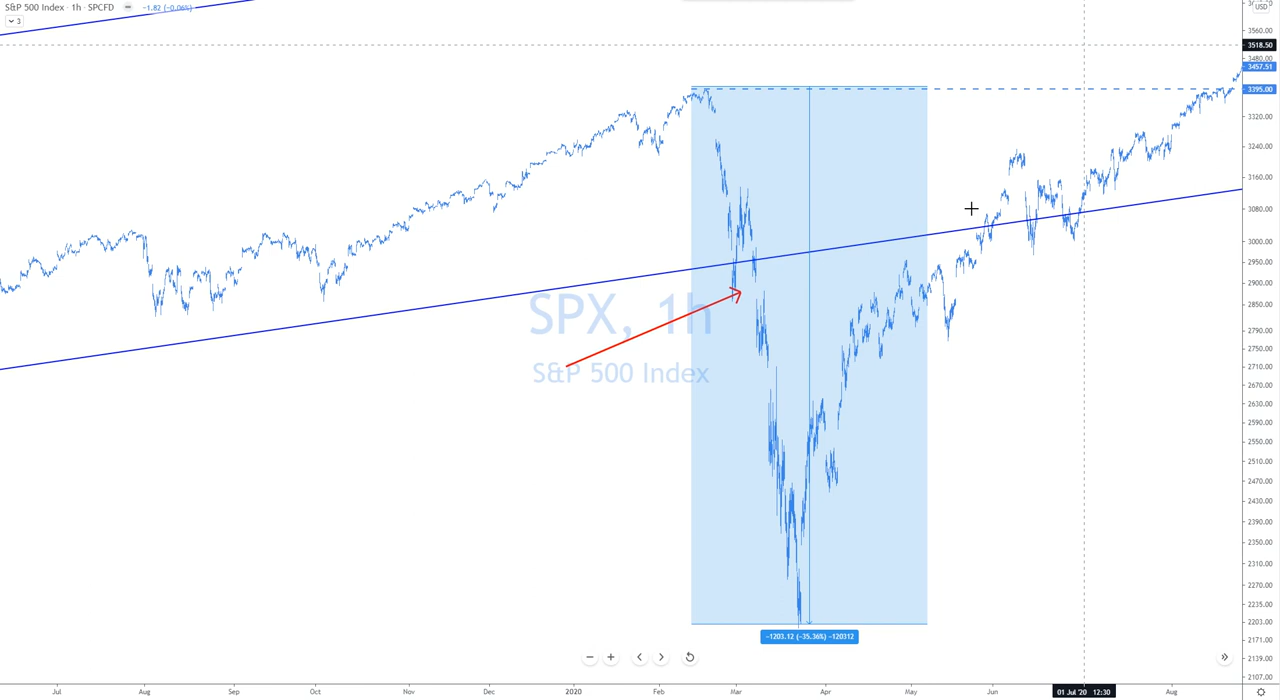 S&P 500 Index · 1h · SPCFD
−1.82 (−0.06%)
3
USD
3560.00
3518.50
3480.00
3457.51
3395.00
3320.00
3240.00
3160.00
3080.00
3000.00
2950.00
2900.00
2850.00
2790.00
2750.00
2710.00
2670.00
2630.00
2590.00
2550.00
2510.00
2470.00
2430.00
2390.00
2350.00
2310.00
2270.00
2235.00
2203.00
2171.00
2139.00
2107.00
SPX, 1h
S&P 500 Index
−1203.12 (−35.36%) −120312
Jul
Aug
Sep
Oct
Nov
Dec
2020
Feb
Mar
Apr
May
Jun
01 Jul '20 12:30
Aug